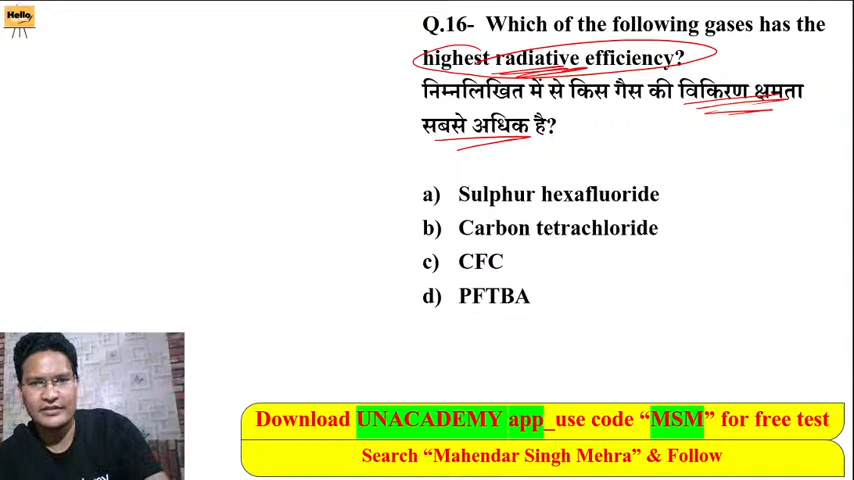 Hello
Q.16- Which of the following gases has the
highest radiative efficiency?
निम्नलिखित में से किस गैस की विकिरण क्षमता
सबसे अधिक है?
a) Sulphur hexafluoride
b) Carbon tetrachloride
c) CFC
d) PFTBA
Download UNACADEMY app_use code “MSM” for free test
Search “Mahendar Singh Mehra” & Follow